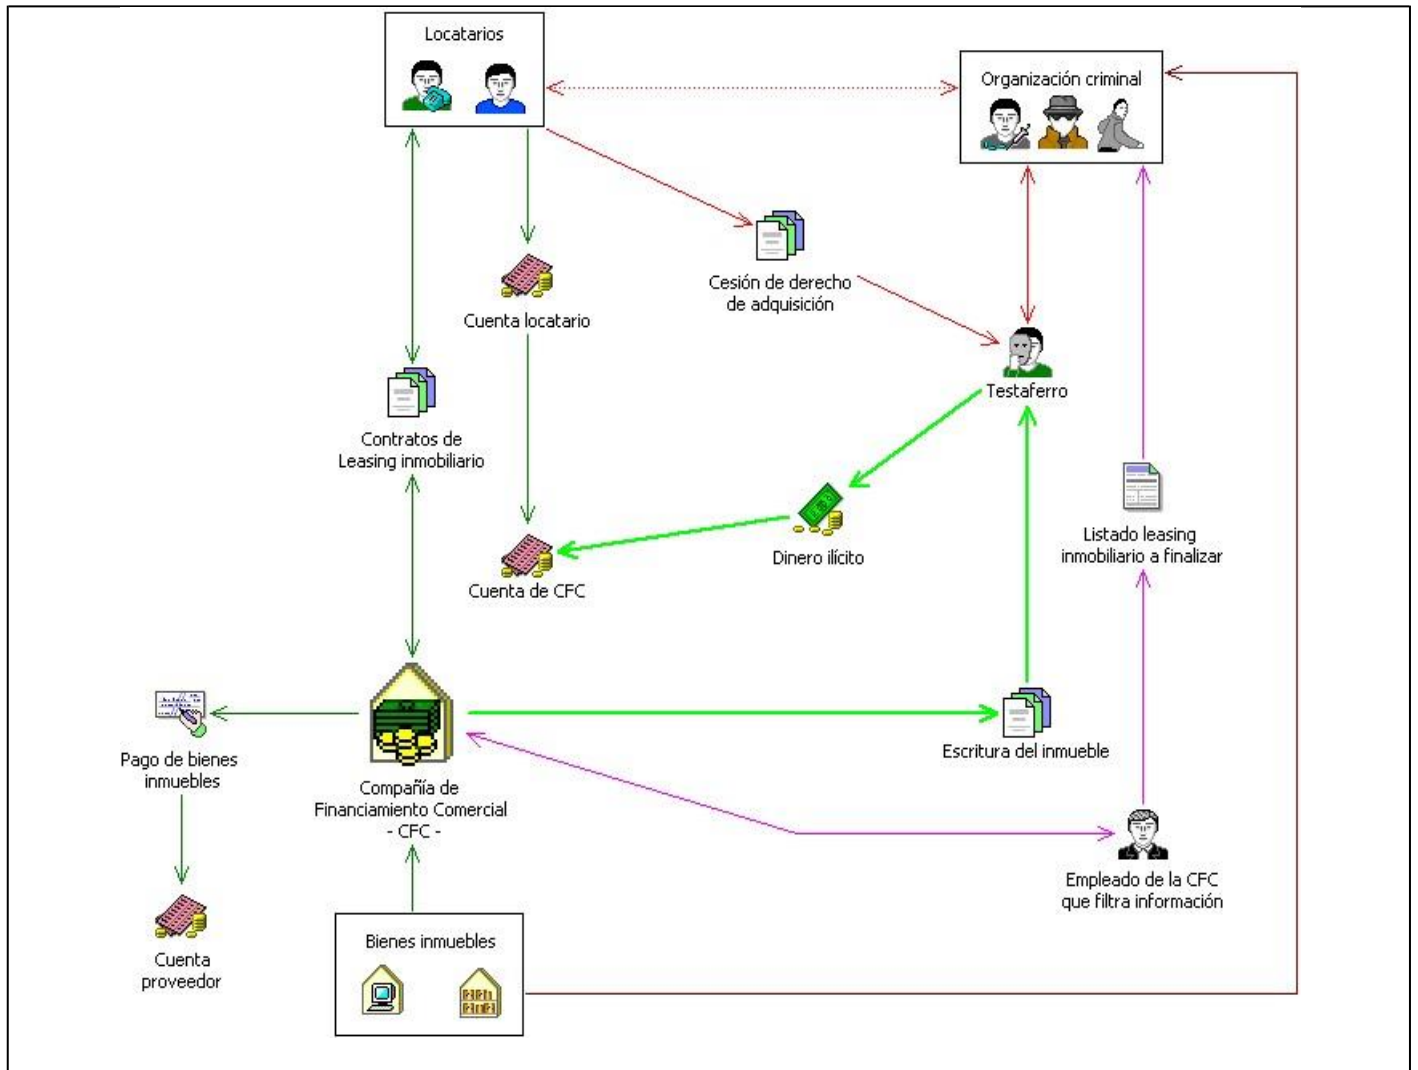 Locatarios
Organización criminal
Cesión de derecho
de adquisición
Cuenta locatario
Testaferro
Contratos de
Leasing inmobiliario
Listado leasing
inmobiliario a finalizar
Dinero ilícito
Cuenta de CFC
Pago de bienes
inmuebles
Compañía de
Financiamiento Comercial
- CFC -
Escritura del inmueble
Empleado de la CFC
que filtra información
Bienes inmuebles
Cuenta
proveedor